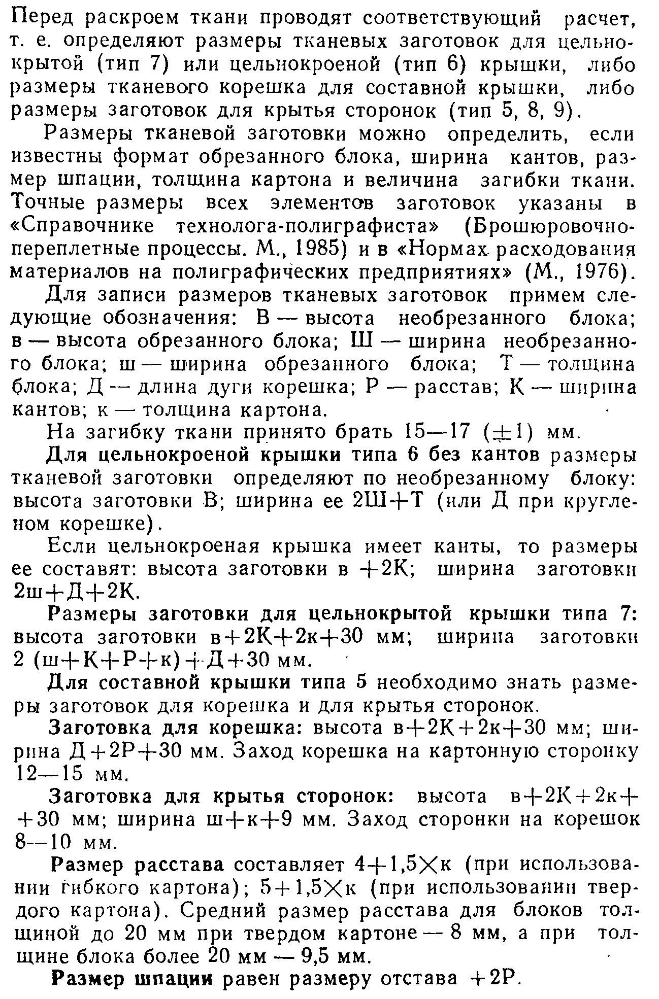 Перед раскроем ткани проводят соответствующий расчет,
т. е. определяют размеры тканевых заготовок для цельно-
крытой (тип 7) или цельнокроеной (тип 6) крышки, либо
размеры тканевого корешка для составной крышки, либо
размеры заготовок для крытья сторонок (тип 5, 8, 9).
Размеры тканевой заготовки можно определить, если
известны формат обрезанного блока, ширина кантов, раз-
мер шпации, толщина картона и величина загибки ткани.
Точные размеры всех элементов заготовок указаны в
«Справочнике технолога-полиграфиста» (Брошюровочно-
переплетные процессы. М., 1985) и в «Нормах расходования
материалов на полиграфических предприятиях» (М., 1976).
Для записи размеров тканевых заготовок примем сле-
дующие обозначения: В — высота необрезанного блока;
в — высота обрезанного блока; Ш — ширина необрезанно-
го блока; ш — ширина обрезанного блока; Т — толщина
блока; Д — длина дуги корешка; Р — расстав; К — ширина
кантов; к — толщина картона.
На загибку ткани принято брать 15—17 (±1) мм.
Для цельнокроеной крышки типа 6 без кантов размеры
тканевой заготовки определяют по необрезанному блоку:
высота заготовки В; ширина ее 2Ш+Т (или Д при кругле-
ном корешке).
Если цельнокроеная крышка имеет канты, то размеры
ее составят: высота заготовки в +2К; ширина заготовки
2ш+Д+2К.
Размеры заготовки для цельнокрытой крышки типа 7:
высота заготовки в+2К+2к+30 мм; ширина заготовки
2 (ш+К+Р+к)+Д+30 мм.
Для составной крышки типа 5 необходимо знать разме-
ры заготовок для корешка и для крытья сторонок.
Заготовка для корешка: высота в+2К+2к+30 мм; ши-
рина Д+2Р+30 мм. Заход корешка на картонную сторонку
12—15 мм.
Заготовка для крытья сторонок: высота в+2К+2к+
+30 мм; ширина ш+к+9 мм. Заход сторонки на корешок
8—10 мм.
Размер расстава составляет 4+1,5×к (при использова-
нии гибкого картона); 5+1,5×к (при использовании твер-
дого картона). Средний размер расстава для блоков тол-
щиной до 20 мм при твердом картоне — 8 мм, а при тол-
щине блока более 20 мм — 9,5 мм.
Размер шпации равен размеру отстава +2Р.